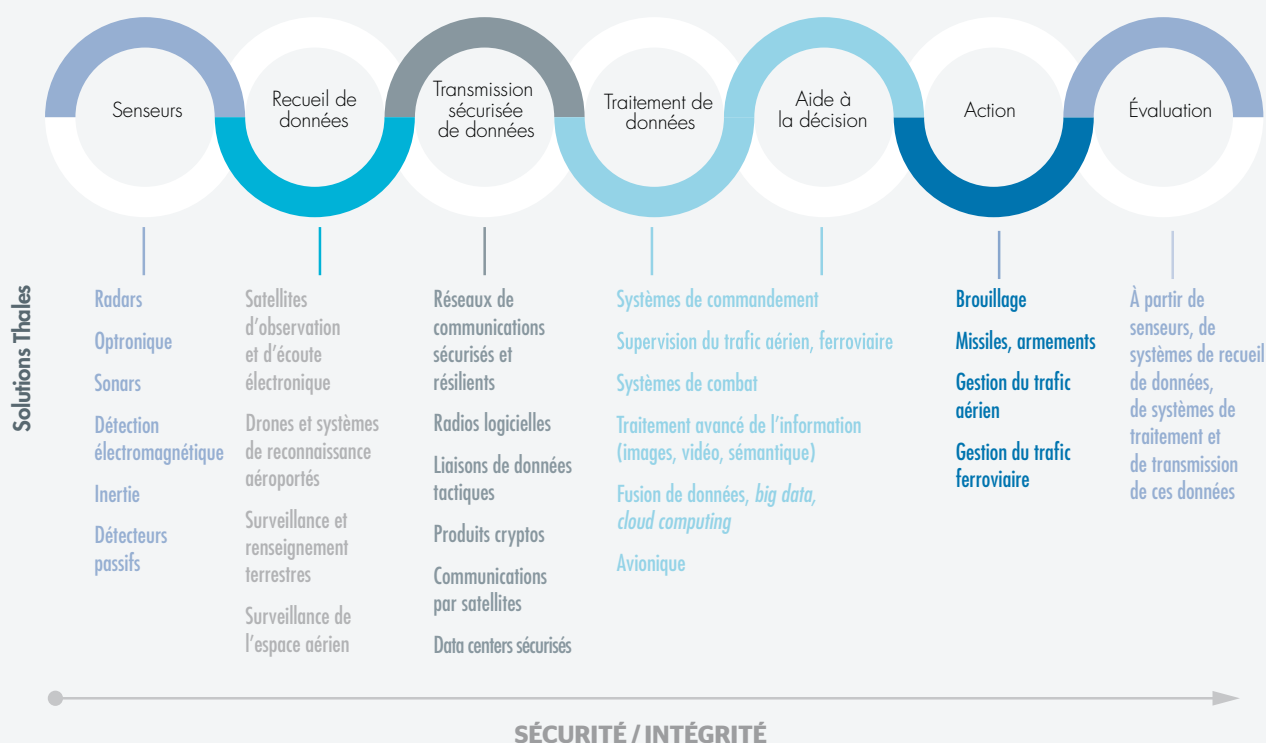 Senseurs
Recueil de
données
Transmission
sécurisée
de données
Traitement de
données
Aide à
la décision
Action
Évaluation
Solutions Thales
Radars
Optronique
Sonars
Détection
électromagnétique
Inertie
Détecteurs
passifs
Satellites
d’observation
et d’écoute
électronique
Drones et systèmes
de reconnaissance
aéroportés
Surveillance et
renseignement
terrestres
Surveillance de
l’espace aérien
Réseaux de
communications
sécurisés et
résilients
Radios logicielles
Liaisons de données
tactiques
Produits cryptos
Communications
par satellites
Data centers sécurisés
Systèmes de commandement
Supervision du trafic aérien, ferroviaire
Systèmes de combat
Traitement avancé de l’information
(images, vidéo, sémantique)
Fusion de données, big data,
cloud computing
Avionique
Brouillage
Missiles, armements
Gestion du trafic
aérien
Gestion du trafic
ferroviaire
À partir de
senseurs, de
systèmes de recueil
de données,
de systèmes de
traitement et
de transmission
de ces données
SÉCURITÉ / INTÉGRITÉ